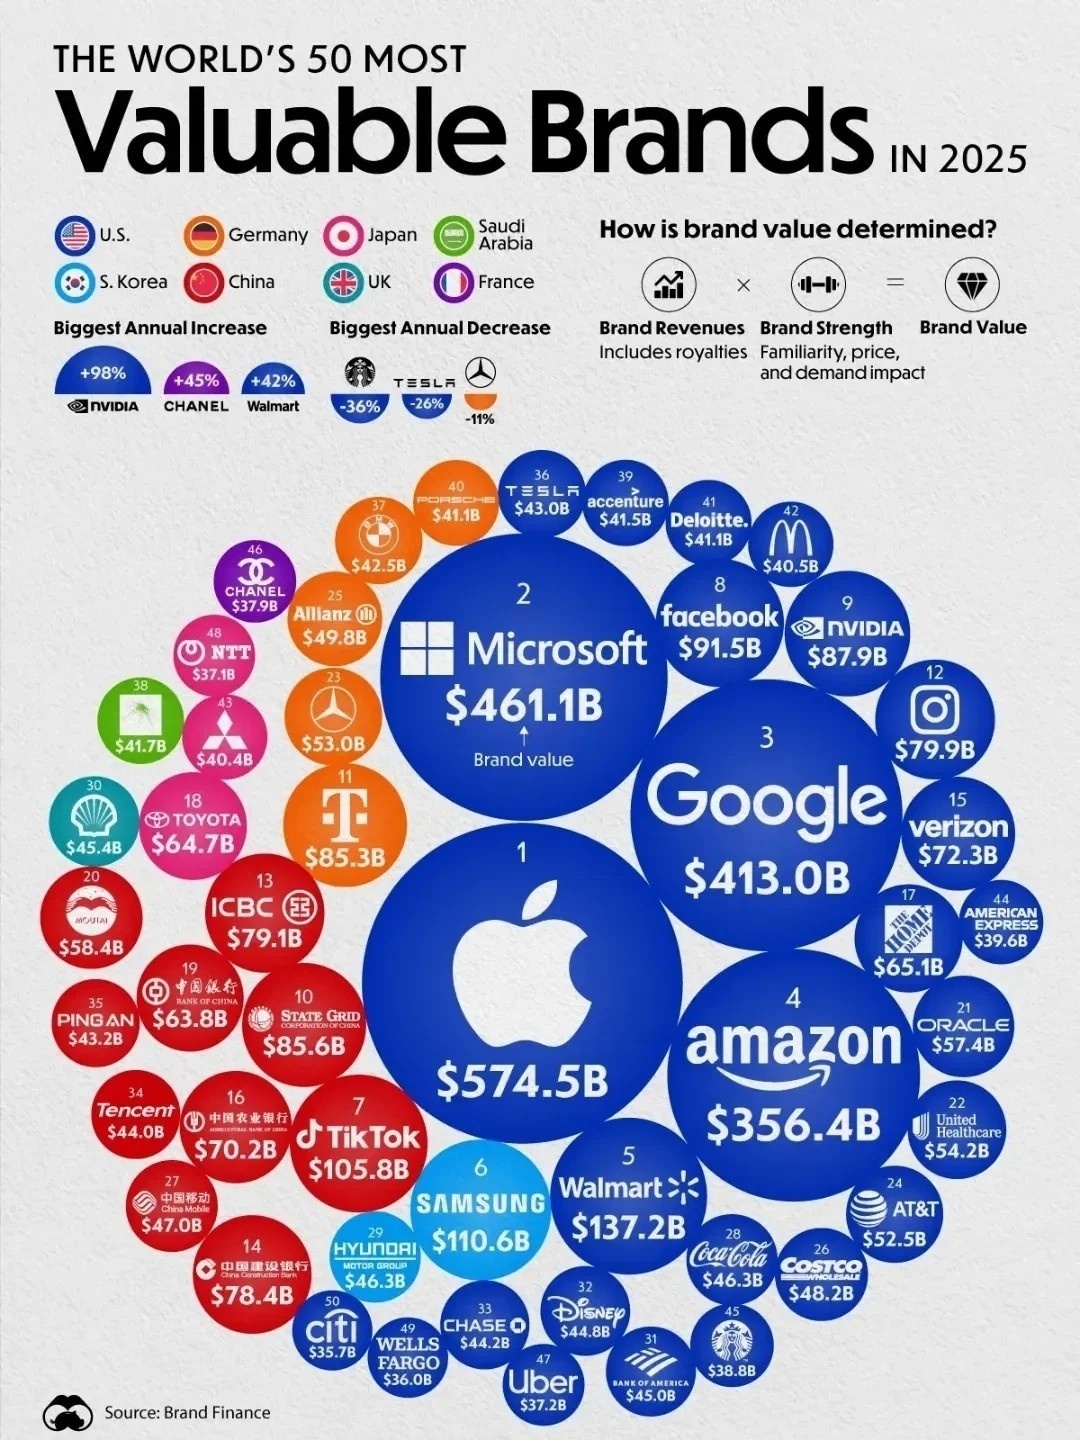 THE WORLD'S 50 MOST
Valuable Brands IN 2025
U.S.
Germany
Japan
Saudi
Arabia
S. Korea
China
UK
France
How is brand value determined?
×
=
Brand Revenues
Includes royalties
Brand Strength
Familiarity, price,
and demand impact
Brand Value
Biggest Annual Increase
+98%
NVIDIA
+45%
CHANEL
+42%
Walmart
Biggest Annual Decrease
-36%
TESLA
-26%
-11%
40
PORSCHE
$41.1B
36
TESLA
$43.0B
39
accenture
$41.5B
41
Deloitte.
$41.1B
42
$40.5B
37
BMW
$42.5B
46
CHANEL
$37.9B
25
Allianz
$49.8B
2
Microsoft
$461.1B
Brand value
8
facebook
$91.5B
9
NVIDIA
$87.9B
48
NTT
$37.1B
38
$41.7B
43
$40.4B
23
$53.0B
12
$79.9B
3
Google
$413.0B
30
$45.4B
18
TOYOTA
$64.7B
11
T
$85.3B
15
verizon
$72.3B
20
MOUTAI
$58.4B
13
ICBC
$79.1B
1
$574.5B
17
THE
HOME
DEPOT
$65.1B
44
AMERICAN
EXPRESS
$39.6B
35
PING AN
$43.2B
19
中国银行
BANK OF CHINA
$63.8B
10
STATE GRID
CORPORATION OF CHINA
$85.6B
4
amazon
$356.4B
21
ORACLE
$57.4B
34
Tencent
$44.0B
16
中国农业银行
AGRICULTURAL BANK OF CHINA
$70.2B
7
TikTok
$105.8B
22
United
Healthcare
$54.2B
27
中国移动
China Mobile
$47.0B
6
SAMSUNG
$110.6B
5
Walmart
$137.2B
24
AT&T
$52.5B
14
中国建设银行
China Construction Bank
$78.4B
29
HYUNDAI
MOTOR GROUP
$46.3B
28
Coca-Cola
$46.3B
26
COSTCO
WHOLESALE
$48.2B
50
citi
$35.7B
49
WELLS
FARGO
$36.0B
33
CHASE
$44.2B
32
Disney
$44.8B
47
Uber
$37.2B
31
BANK OF AMERICA
$45.0B
45
$38.8B
Source: Brand Finance